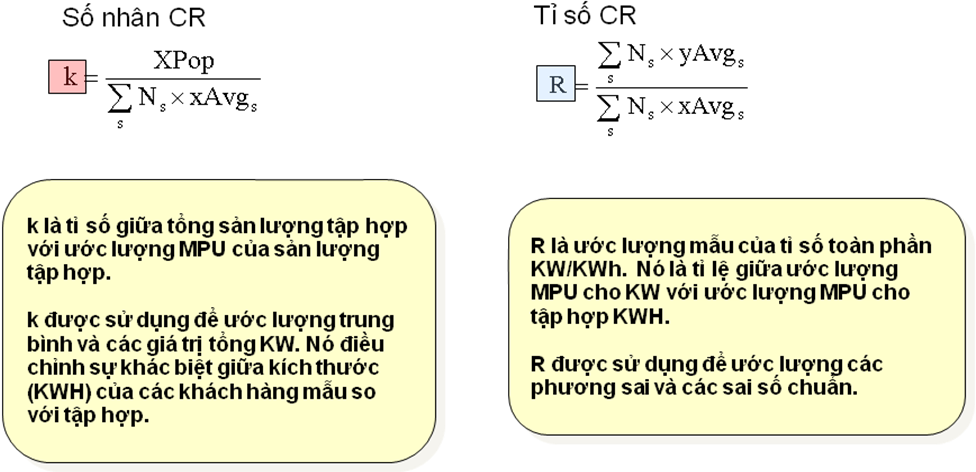 Số nhân CR
k = XPop / ∑s Ns × xAvgs
k là tỉ số giữa tổng sản lượng tập hợp
với ước lượng MPU của sản lượng
tập hợp.
k được sử dụng để ước lượng trung
bình và các giá trị tổng KW. Nó điều
chỉnh sự khác biệt giữa kích thước
(KWH) của các khách hàng mẫu so
với tập hợp.
Tỉ số CR
R = ∑s Ns × yAvgs / ∑s Ns × xAvgs
R là ước lượng mẫu của tỉ số toàn phần
KW/KWh. Nó là tỉ lệ giữa ước lượng
MPU cho KW với ước lượng MPU cho
tập hợp KWH.
R được sử dụng để ước lượng các
phương sai và các sai số chuẩn.